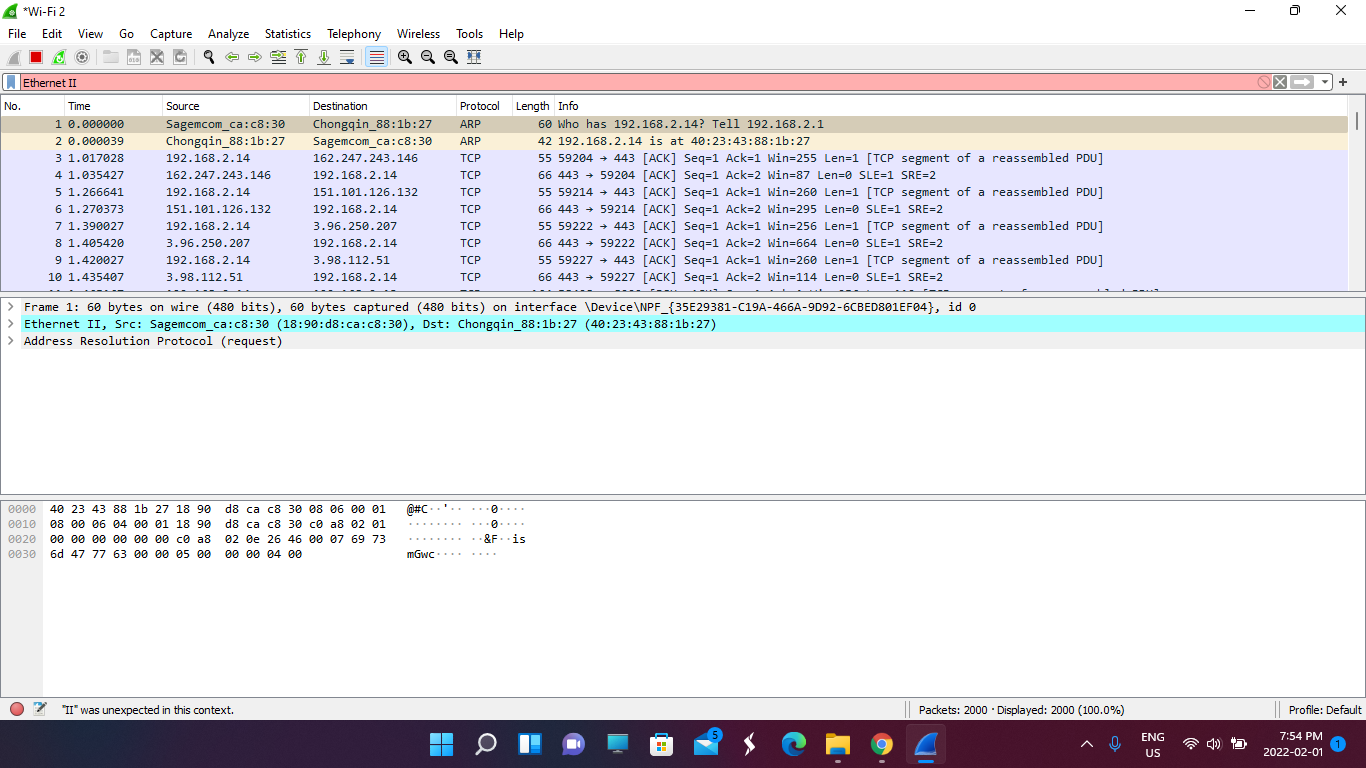 *Wi-Fi 2
File Edit View Go Capture Analyze Statistics Telephony Wireless Tools Help
Ethernet II
No. Time Source Destination Protocol Length Info
1 0.000000 Sagemcom_ca:c8:30 Chongqin_88:1b:27 ARP 60 Who has 192.168.2.14? Tell 192.168.2.1
2 0.000039 Chongqin_88:1b:27 Sagemcom_ca:c8:30 ARP 42 192.168.2.14 is at 40:23:43:88:1b:27
3 1.017028 192.168.2.14 162.247.243.146 TCP 55 59204 → 443 [ACK] Seq=1 Ack=1 Win=255 Len=1 [TCP segment of a reassembled PDU]
4 1.035427 162.247.243.146 192.168.2.14 TCP 66 443 → 59204 [ACK] Seq=1 Ack=2 Win=87 Len=0 SLE=1 SRE=2
5 1.266641 192.168.2.14 151.101.126.132 TCP 55 59214 → 443 [ACK] Seq=1 Ack=1 Win=260 Len=1 [TCP segment of a reassembled PDU]
6 1.270373 151.101.126.132 192.168.2.14 TCP 66 443 → 59214 [ACK] Seq=1 Ack=2 Win=295 Len=0 SLE=1 SRE=2
7 1.390027 192.168.2.14 3.96.250.207 TCP 55 59222 → 443 [ACK] Seq=1 Ack=1 Win=256 Len=1 [TCP segment of a reassembled PDU]
8 1.405420 3.96.250.207 192.168.2.14 TCP 66 443 → 59222 [ACK] Seq=1 Ack=2 Win=664 Len=0 SLE=1 SRE=2
9 1.420027 192.168.2.14 3.98.112.51 TCP 55 59227 → 443 [ACK] Seq=1 Ack=1 Win=260 Len=1 [TCP segment of a reassembled PDU]
10 1.435407 3.98.112.51 192.168.2.14 TCP 66 443 → 59227 [ACK] Seq=1 Ack=2 Win=114 Len=0 SLE=1 SRE=2
Frame 1: 60 bytes on wire (480 bits), 60 bytes captured (480 bits) on interface \Device\NPF_{35E29381-C19A-466A-9D92-6CBED801EF04}, id 0
Ethernet II, Src: Sagemcom_ca:c8:30 (18:90:d8:ca:c8:30), Dst: Chongqin_88:1b:27 (40:23:43:88:1b:27)
Address Resolution Protocol (request)
0000 40 23 43 88 1b 27 18 90 d8 ca c8 30 08 06 00 01 @#C··'·· ···0····
0010 08 00 06 04 00 01 18 90 d8 ca c8 30 c0 a8 02 01 ········ ···0····
0020 00 00 00 00 00 00 c0 a8 02 0e 26 46 00 07 69 73 ········ ··&F··is
0030 6d 47 77 63 00 00 05 00 00 00 04 00 mGwc···· ····
"II" was unexpected in this context. Packets: 2000 · Displayed: 2000 (100.0%) Profile: Default
5
ENG
US
7:54 PM
2022-02-01
1